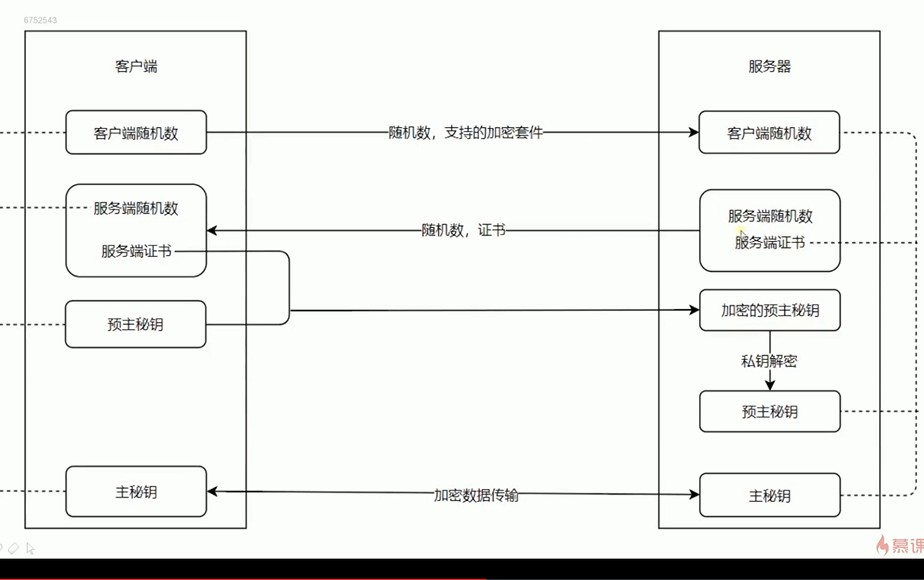 6752543
客户端
服务器
客户端随机数
随机数，支持的加密套件
客户端随机数
服务端随机数
服务端证书
随机数，证书
服务端随机数
服务端证书
预主秘钥
加密的预主秘钥
私钥解密
预主秘钥
主秘钥
加密数据传输
主秘钥
慕课